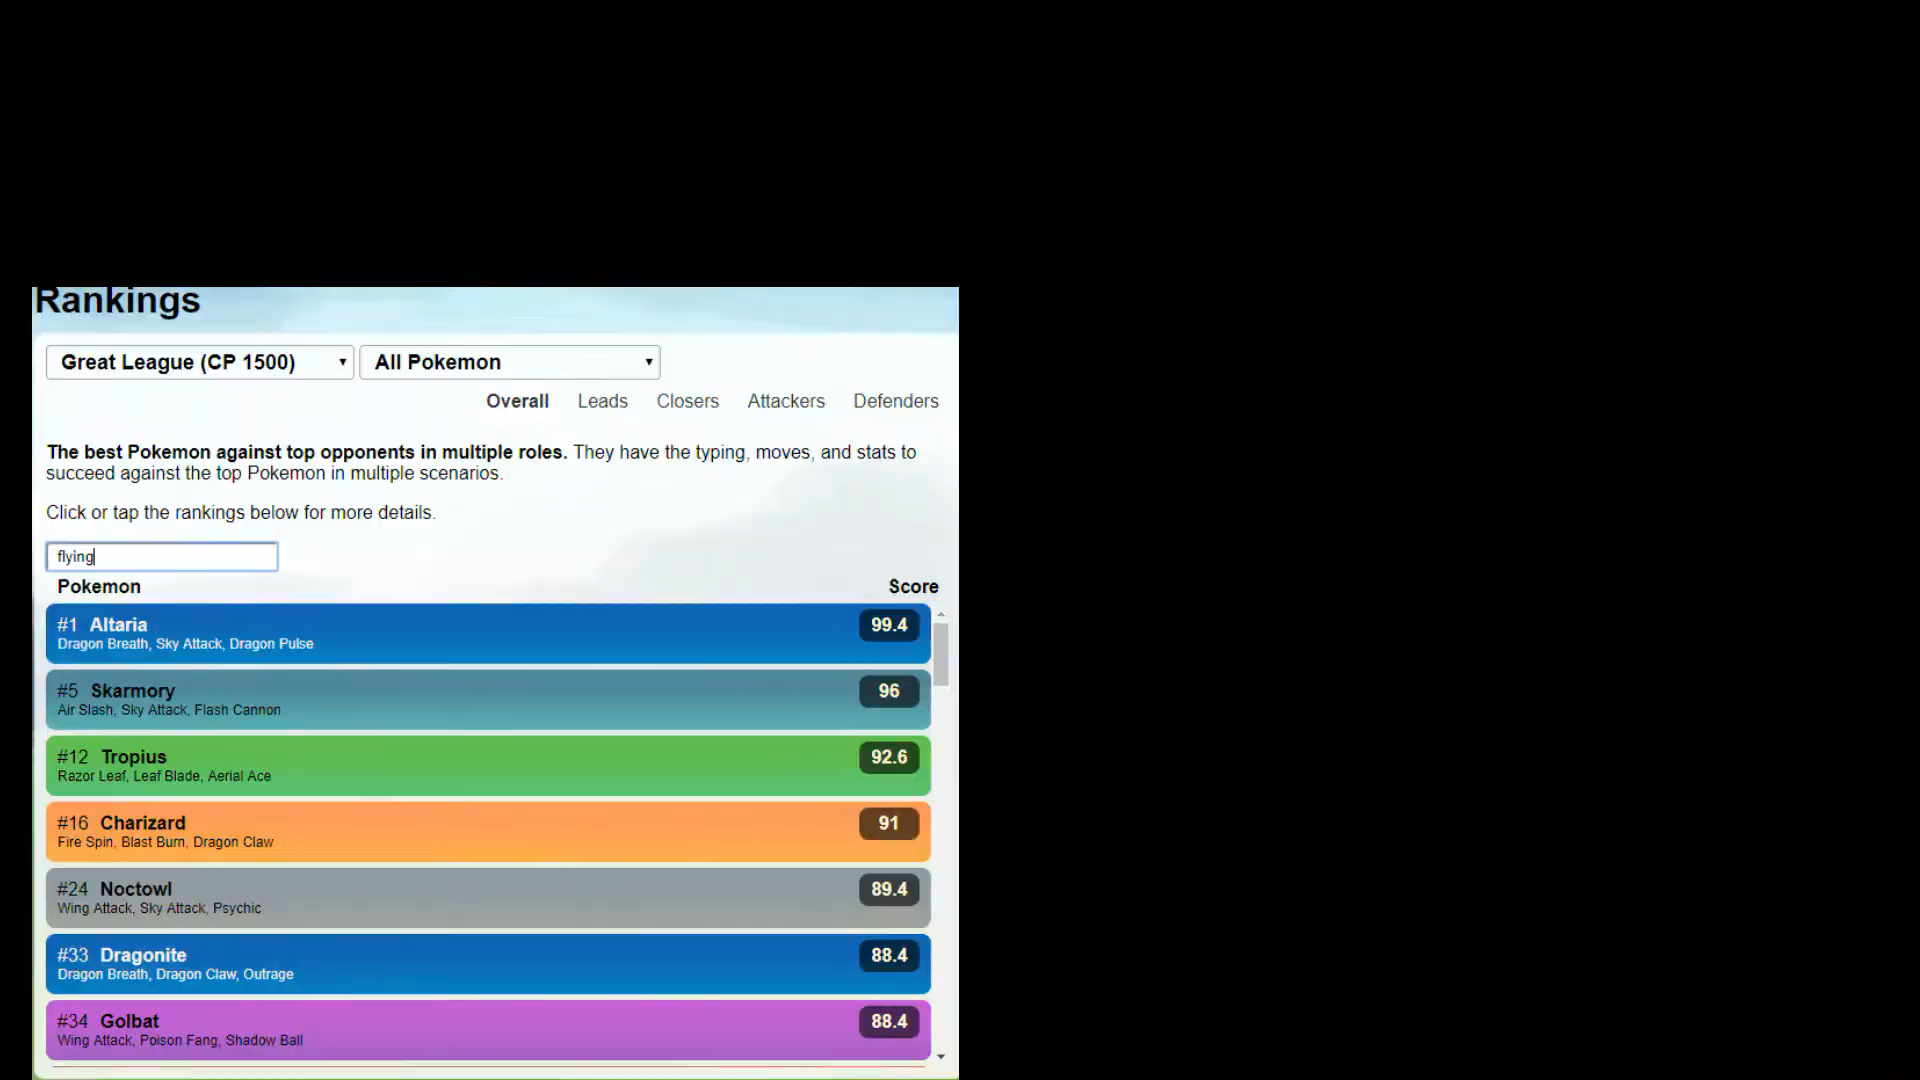 Rankings
Great League (CP 1500) All Pokemon
Overall Leads Closers Attackers Defenders
The best Pokemon against top opponents in multiple roles. They have the typing, moves, and stats to
succeed against the top Pokemon in multiple scenarios.
Click or tap the rankings below for more details.
flying
Pokemon Score
#1 Altaria 99.4
Dragon Breath, Sky Attack, Dragon Pulse
#5 Skarmory 96
Air Slash, Sky Attack, Flash Cannon
#12 Tropius 92.6
Razor Leaf, Leaf Blade, Aerial Ace
#16 Charizard 91
Fire Spin, Blast Burn, Dragon Claw
#24 Noctowl 89.4
Wing Attack, Sky Attack, Psychic
#33 Dragonite 88.4
Dragon Breath, Dragon Claw, Outrage
#34 Golbat 88.4
Wing Attack, Poison Fang, Shadow Ball